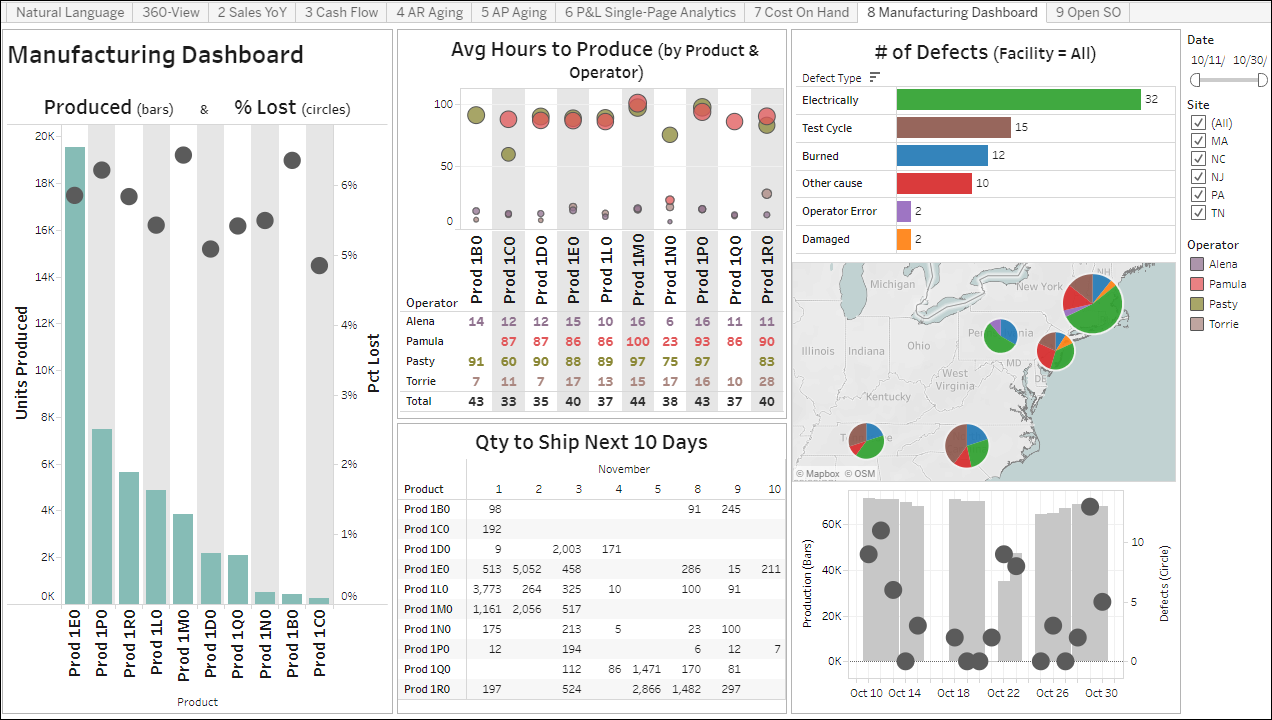 Natural Language 360-View 2 Sales YoY 3 Cash Flow 4 AR Aging 5 AP Aging 6 P&L Single-Page Analytics 7 Cost On Hand 8 Manufacturing Dashboard 9 Open SO
Manufacturing Dashboard
Produced (bars) & % Lost (circles)
Units Produced
20K
18K
16K
14K
12K
10K
8K
6K
4K
2K
0K
6%
5%
4%
3%
2%
1%
0%
Pct Lost
Prod 1E0 Prod 1P0 Prod 1R0 Prod 1L0 Prod 1M0 Prod 1D0 Prod 1Q0 Prod 1N0 Prod 1B0 Prod 1C0
Product
Avg Hours to Produce (by Product &
Operator)
100
50
0
Prod 1B0 Prod 1C0 Prod 1D0 Prod 1E0 Prod 1L0 Prod 1M0 Prod 1N0 Prod 1P0 Prod 1Q0 Prod 1R0
Operator
Alena 14 12 12 15 10 16 6 16 11 11
Pamula 87 87 86 86 100 23 93 86 90
Pasty 91 60 90 88 89 97 75 97 83
Torrie 7 11 7 17 13 15 17 16 10 28
Total 43 33 35 40 37 44 38 43 37 40
Qty to Ship Next 10 Days
November
Product 1 2 3 4 5 8 9 10
Prod 1B0 98 91 245
Prod 1C0 192
Prod 1D0 9 2,003 171
Prod 1E0 513 5,052 458 286 15 211
Prod 1L0 3,773 264 325 10 100 91
Prod 1M0 1,161 2,056 517
Prod 1N0 175 213 5 23 100
Prod 1P0 12 194 6 12 7
Prod 1Q0 112 86 1,471 170 81
Prod 1R0 197 524 2,866 1,482 297
# of Defects (Facility = All)
Defect Type
Electrically 32
Test Cycle 15
Burned 12
Other cause 10
Operator Error 2
Damaged 2
NH
Michigan
New York
Illinois
Indiana
Ohio
MD
DE
West
Virginia
Kentucky
© Mapbox © OSM
Production (Bars)
60K
40K
20K
0K
10
5
0
Defects (Circle)
Oct 10 Oct 14 Oct 18 Oct 22 Oct 26 Oct 30
Date
10/11/ 10/30/
Site
(All)
MA
NC
NJ
PA
TN
Operator
Alena
Pamula
Pasty
Torrie